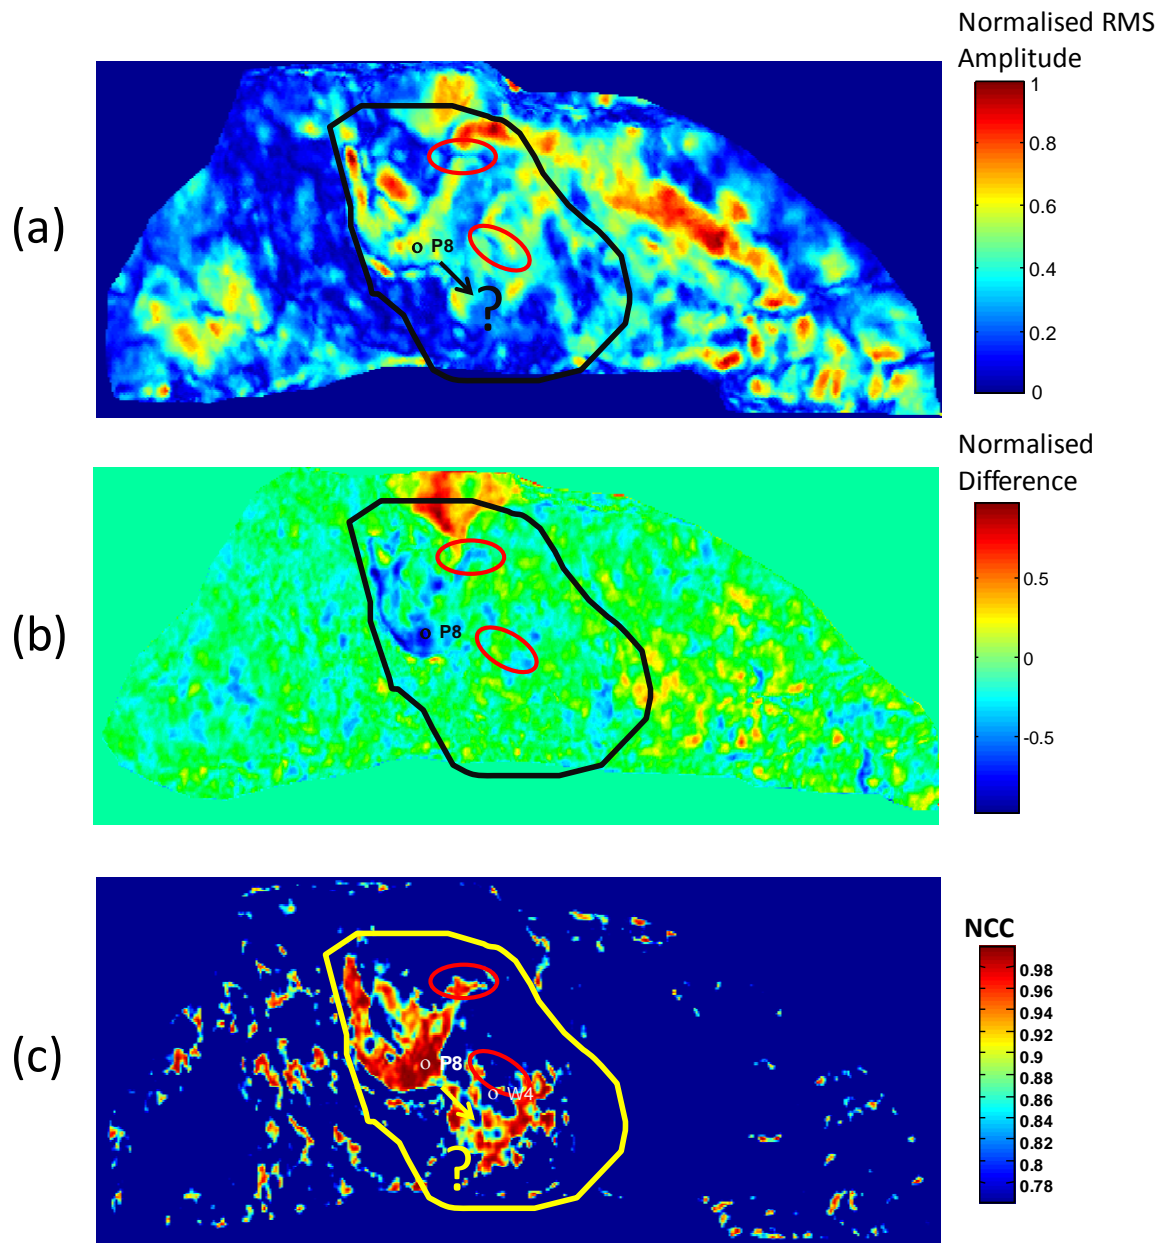 Normalised RMS
Amplitude
(a)
P8
?
1
0.8
0.6
0.4
0.2
0
Normalised
Difference
(b)
P8
0.5
0
-0.5
(c)
P8
W4
?
NCC
0.98
0.96
0.94
0.92
0.9
0.88
0.86
0.84
0.82
0.8
0.78